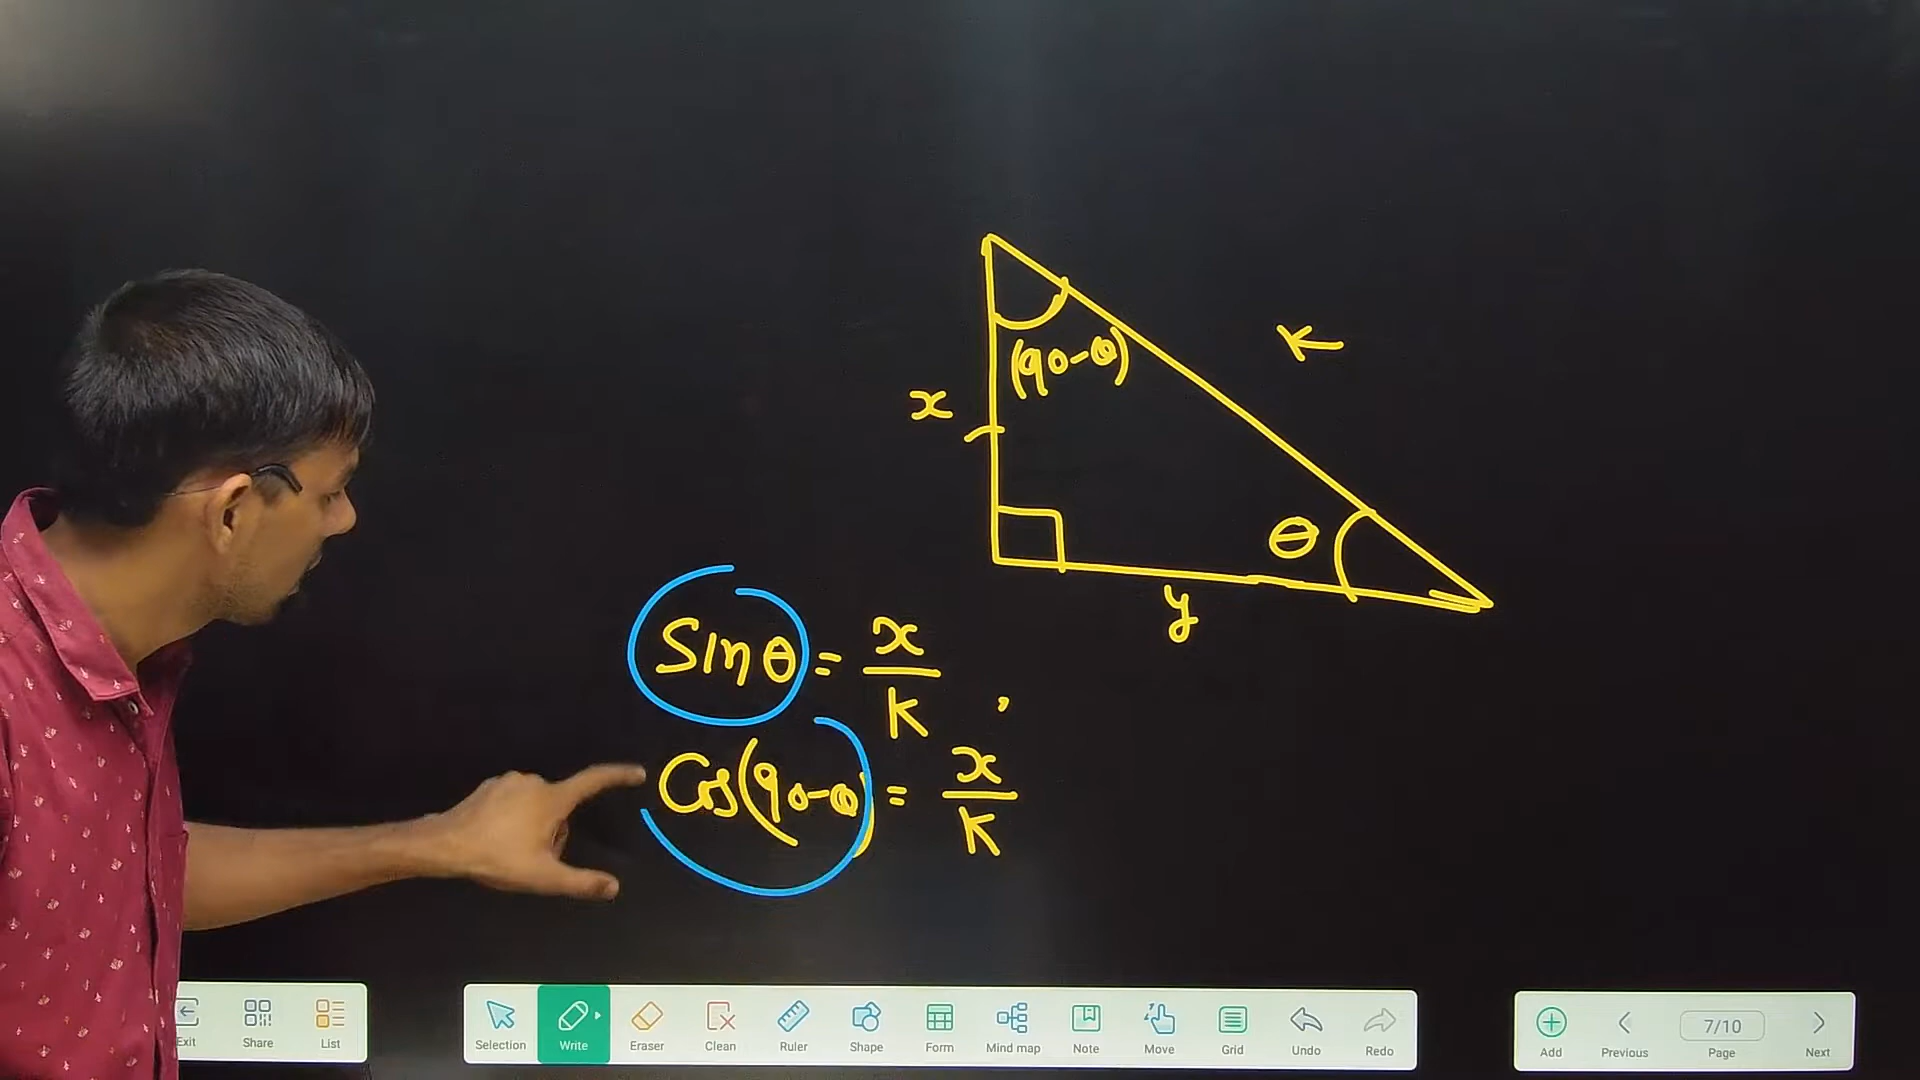 K
(90-θ)
x
θ
y
Sinθ = x/K ,
Cos(90-θ) = x/K
Exit Share List
Selection Write Eraser Clean Ruler Shape Form Mind map Note Move Grid Undo Redo
Add Previous 7/10 Page Next